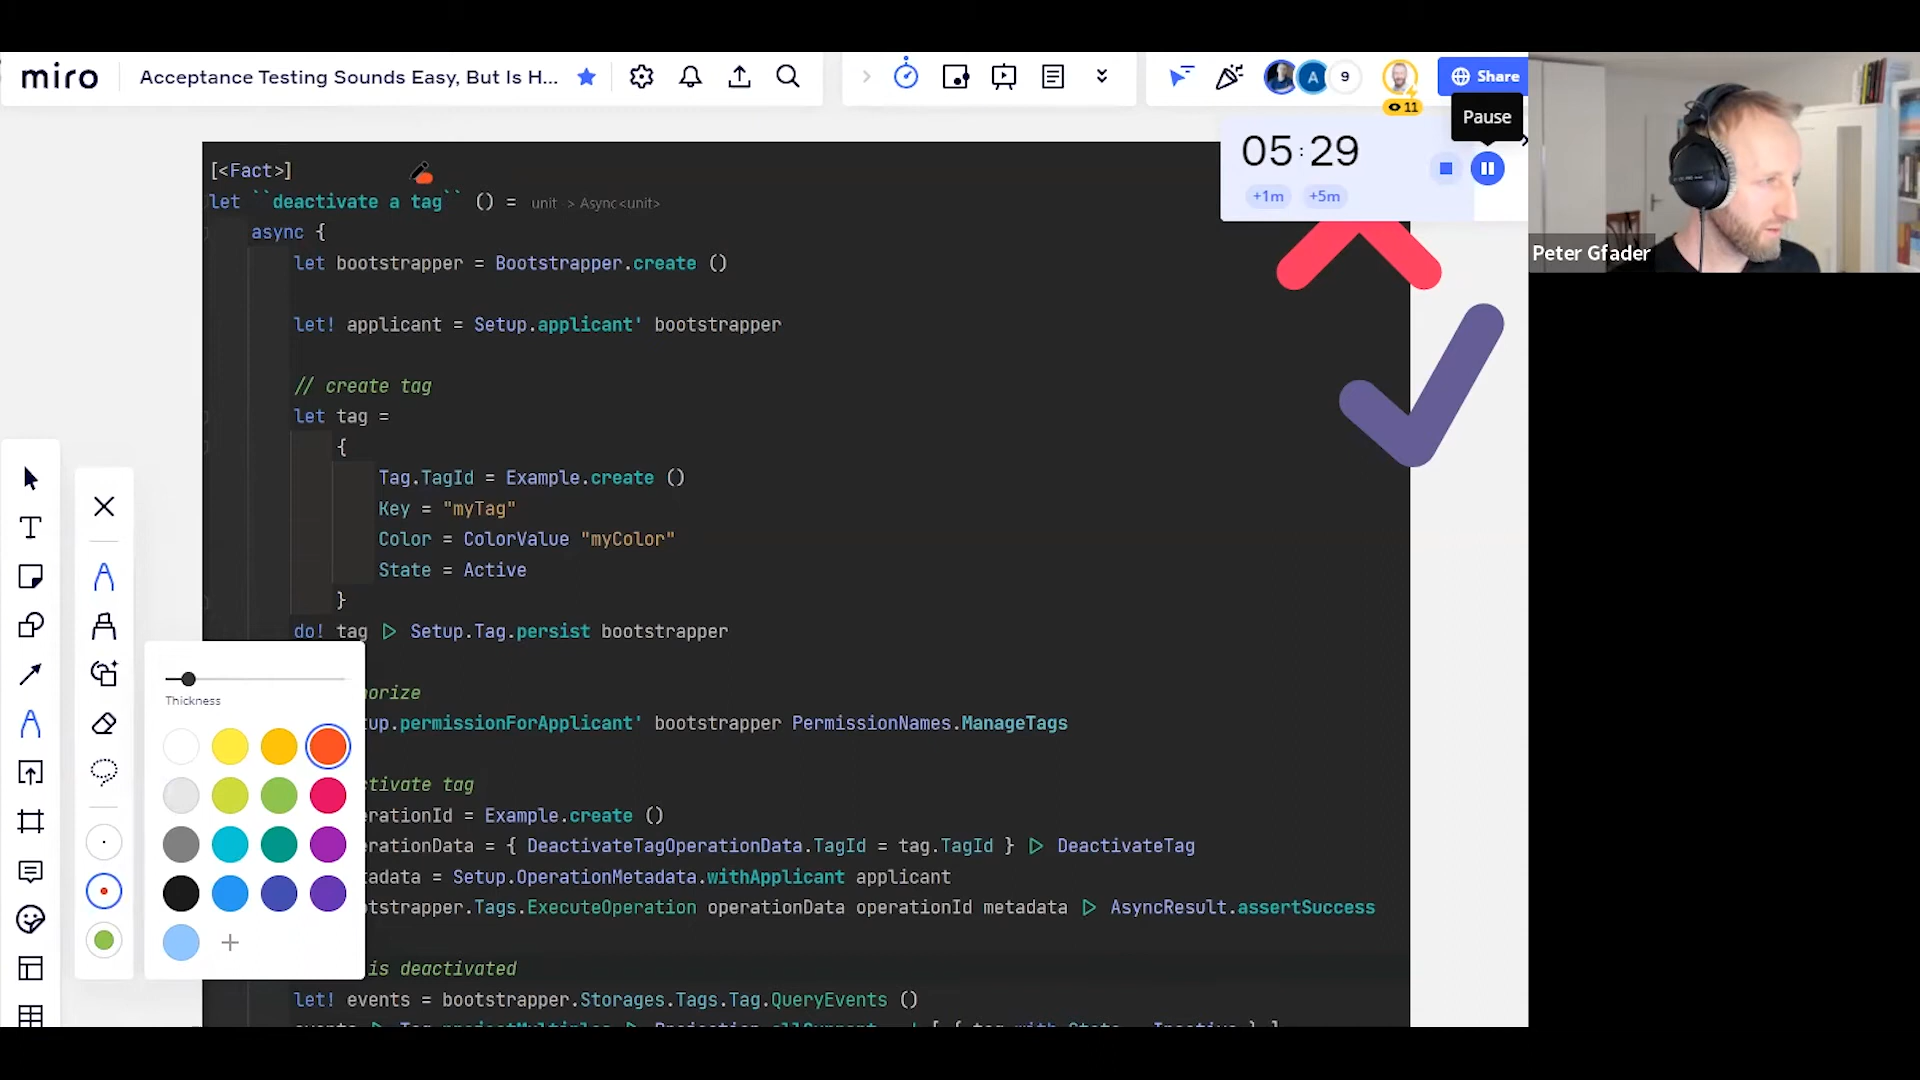 miro
Acceptance Testing Sounds Easy, But Is H...
A
9
11
Share
Pause
05:29
+1m +5m
Peter Gfader
[<Fact>]
let ``deactivate a tag`` () = unit -> Async<unit>
async {
let bootstrapper = Bootstrapper.create ()
let! applicant = Setup.applicant' bootstrapper
// create tag
let tag =
{
Tag.TagId = Example.create ()
Key = "myTag"
Color = ColorValue "myColor"
State = Active
}
do! tag ▷ Setup.Tag.persist bootstrapper
Thickness
orize
up.permissionForApplicant' bootstrapper PermissionNames.ManageTags
ctivate tag
erationId = Example.create ()
erationData = { DeactivateTagOperationData.TagId = tag.TagId } ▷ DeactivateTag
tadata = Setup.OperationMetadata.withApplicant applicant
tstrapper.Tags.ExecuteOperation operationData operationId metadata ▷ AsyncResult.assertSuccess
is deactivated
let! events = bootstrapper.Storages.Tags.Tag.QueryEvents ()